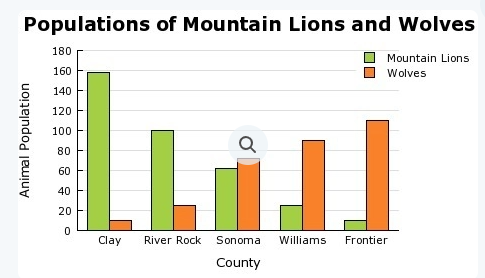 Populations of Mountain Lions and Wolves
Mountain Lions
Wolves
180
160
140
120
100
80
60
40
20
0
Animal Population
Clay River Rock Sonoma Williams Frontier
County